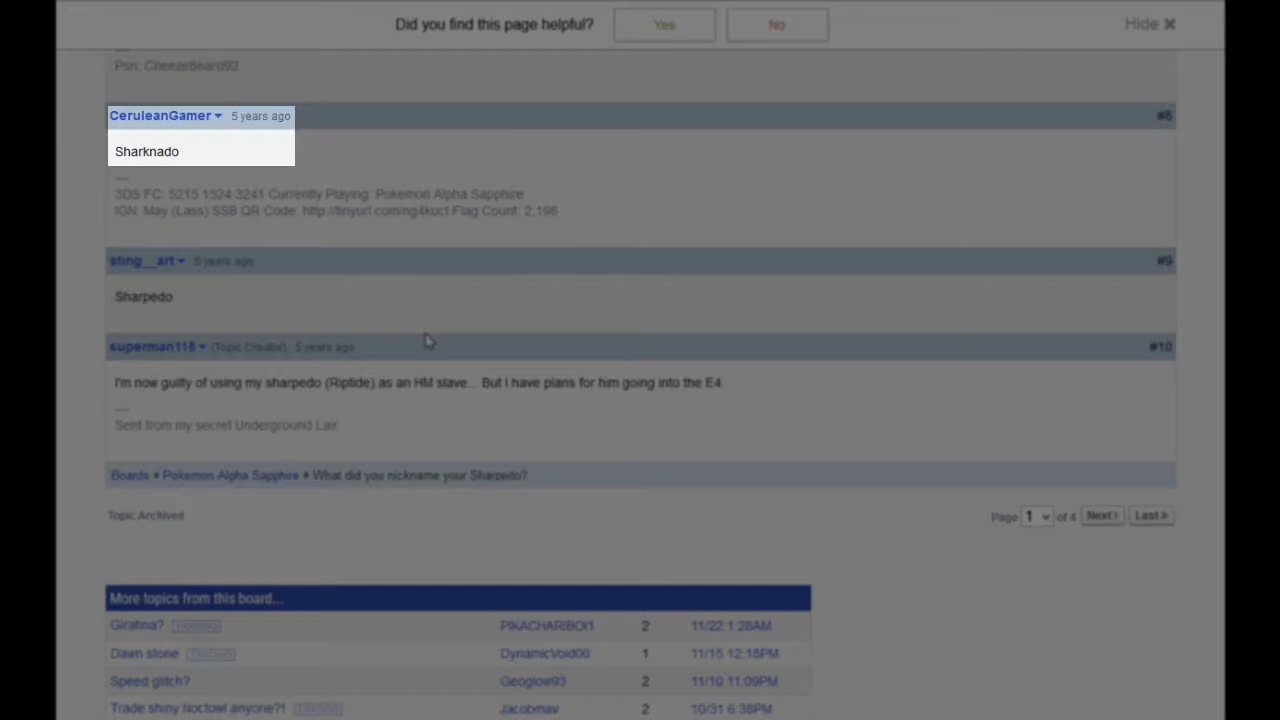 Did you find this page helpful? Yes No Hide ✕
Psn: CheezeBeard92
CeruleanGamer 5 years ago #8
Sharknado
---
3DS FC: 5215 1324 3241 Currently Playing: Pokemon Alpha Sapphire
IGN: May (Lass) SSB QR Code: http://tinyurl.com/ng4kuct Flag Count: 2,196
sting__art 5 years ago #9
Sharpedo
superman116 (Topic Creator) 5 years ago #10
I'm now guilty of using my sharpedo (Riptide) as an HM slave... But I have plans for him going into the E4.
---
Sent from my secret Underground Lair
Boards » Pokemon Alpha Sapphire » What did you nickname your Sharpedo?
Topic Archived Page 1 of 4 Next> Last»
More topics from this board...
Giratina? 2 11/22 1:28AM
Dawn stone DynamicVoid00 1 11/15 12:18PM
Speed glitch? Geogloe93 2 11/10 11:09PM
Trade shiny Noctowl anyone?! Jacobmav 2 10/31 6:38PM